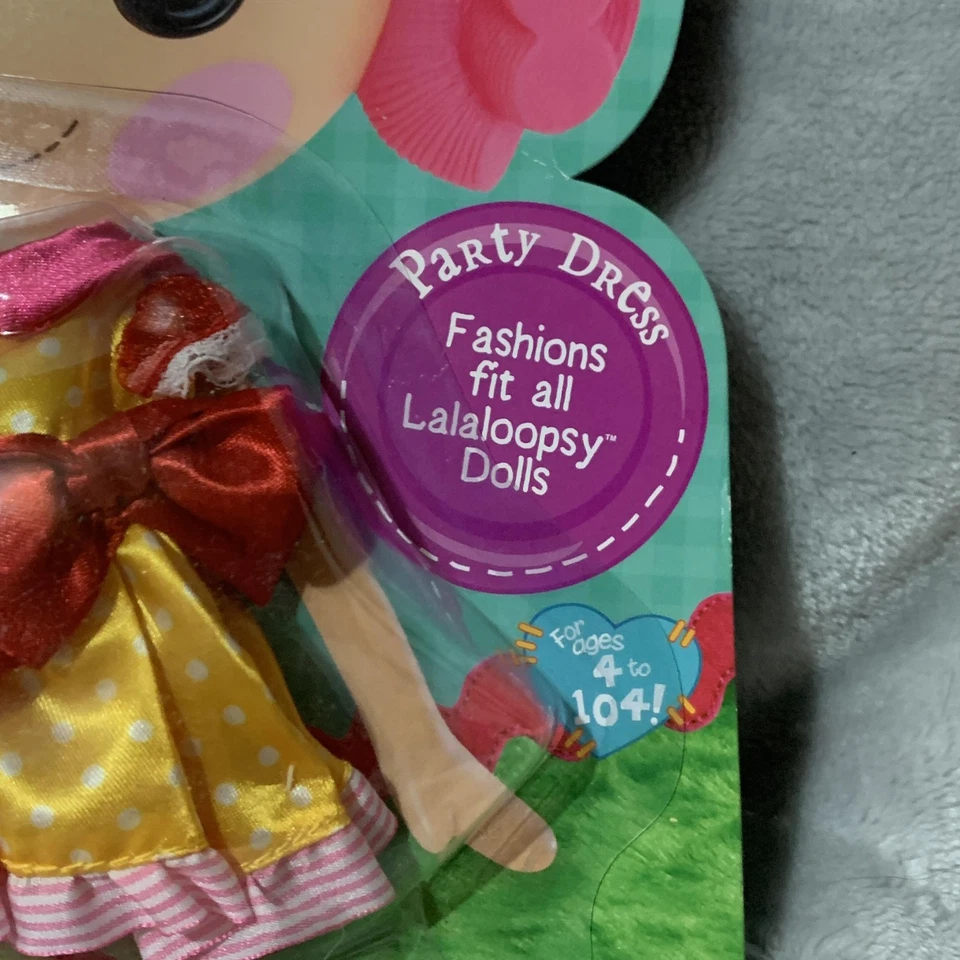 Party Dress
Fashions
fit all
Lalaloopsy™
Dolls
For
ages
4 to
104!